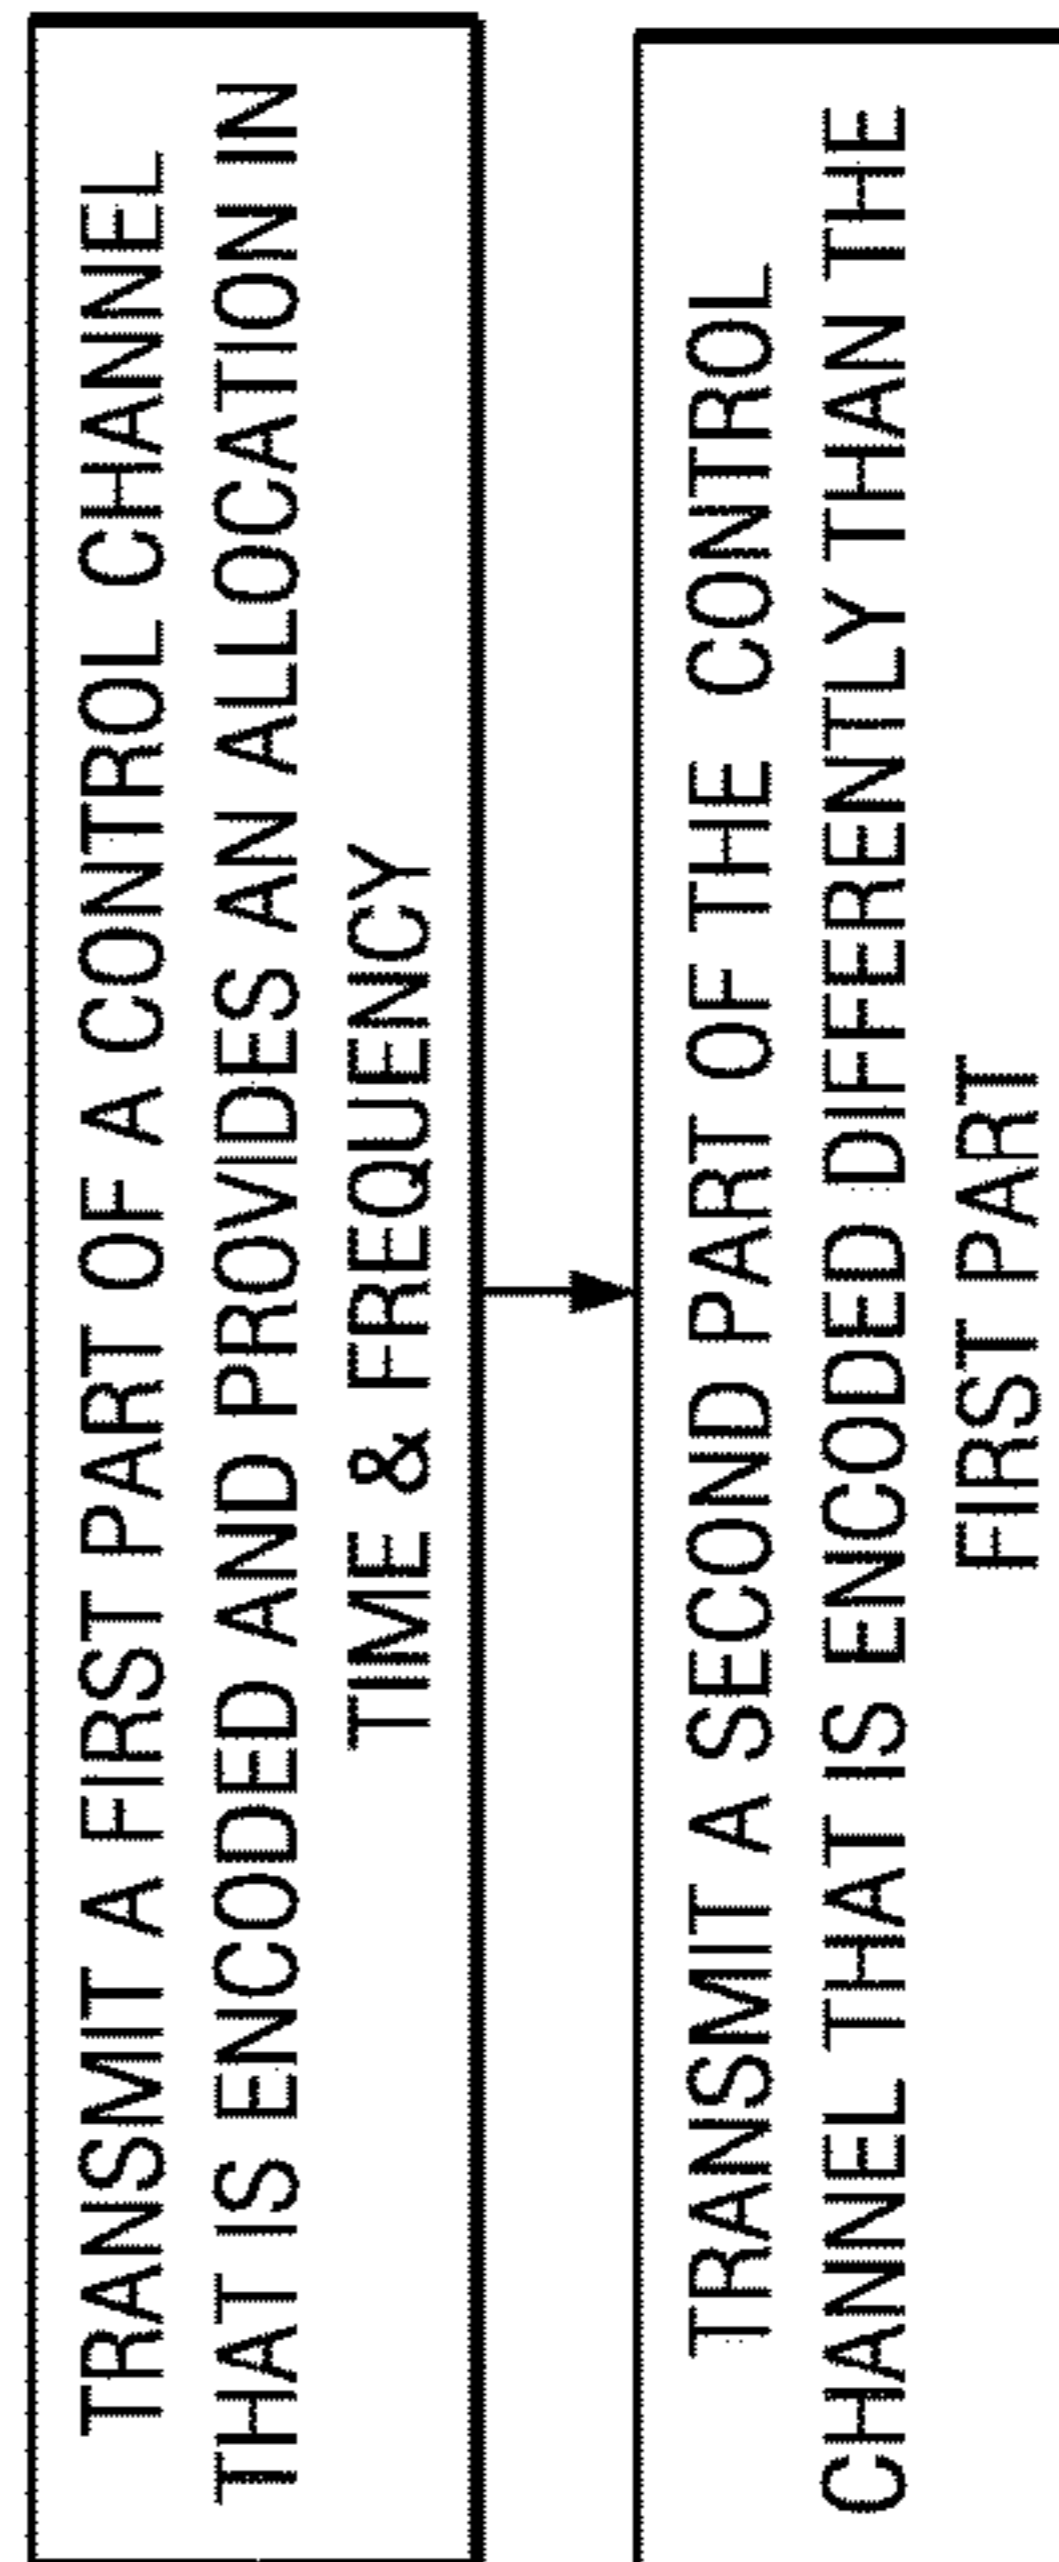 TRANSMIT A FIRST PART OF A CONTROL CHANNEL
THAT IS ENCODED AND PROVIDES AN ALLOCATION IN
TIME & FREQUENCY
TRANSMIT A SECOND PART OF THE CONTROL
CHANNEL THAT IS ENCODED DIFFERENTLY THAN THE
FIRST PART